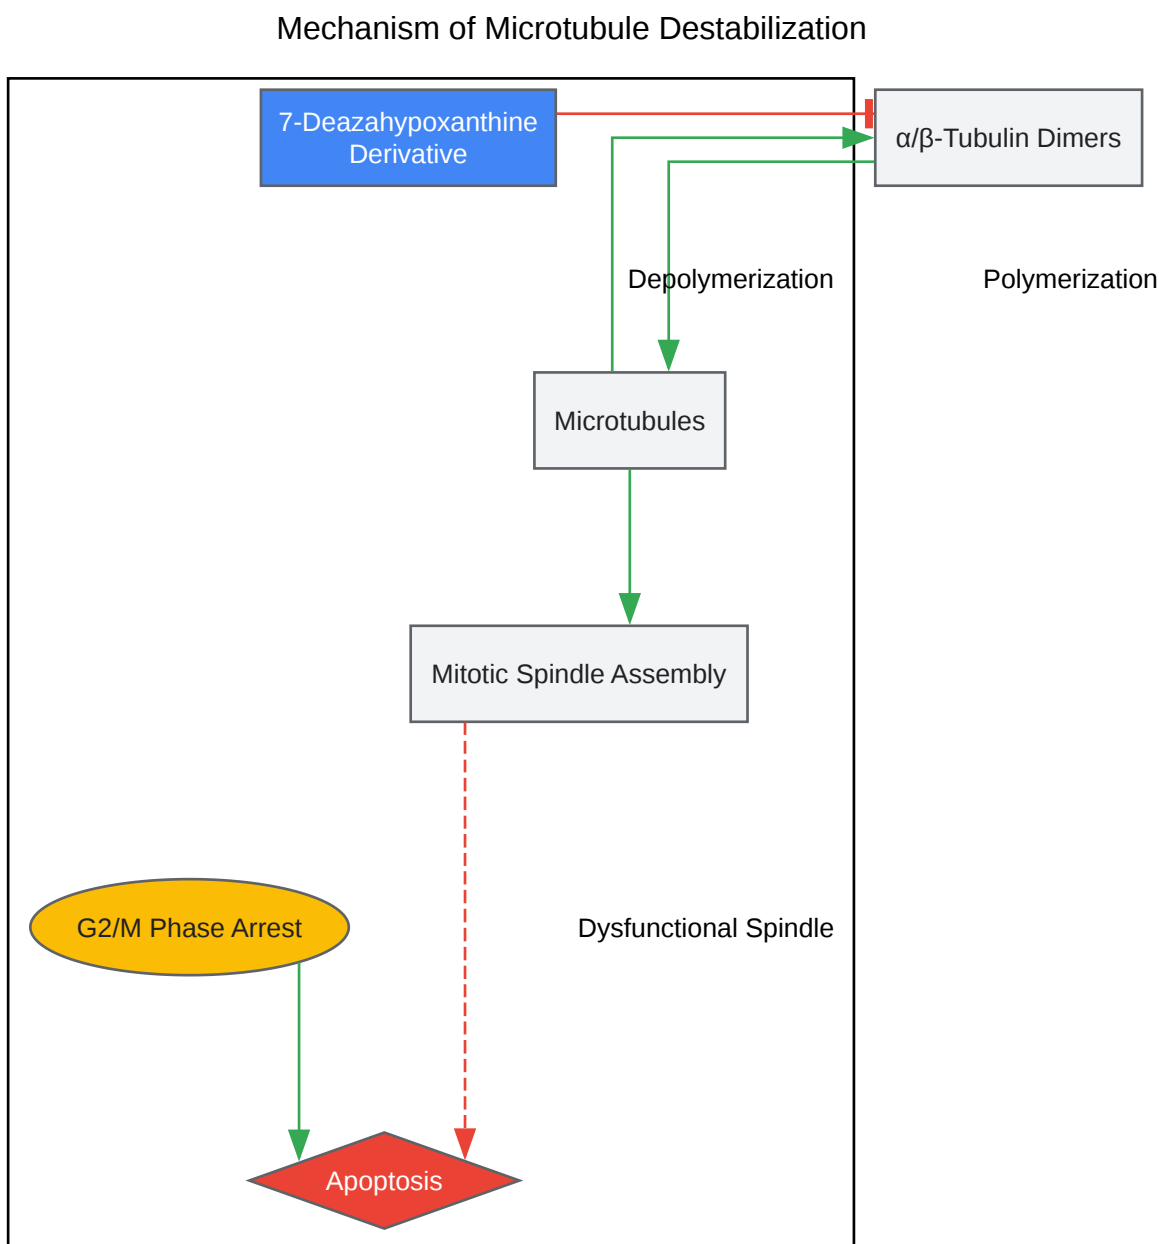 Mechanism of Microtubule Destabilization
7-Deazahypoxanthine
Derivative
α/β-Tubulin Dimers
Depolymerization
Polymerization
Microtubules
Mitotic Spindle Assembly
G2/M Phase Arrest
Dysfunctional Spindle
Apoptosis